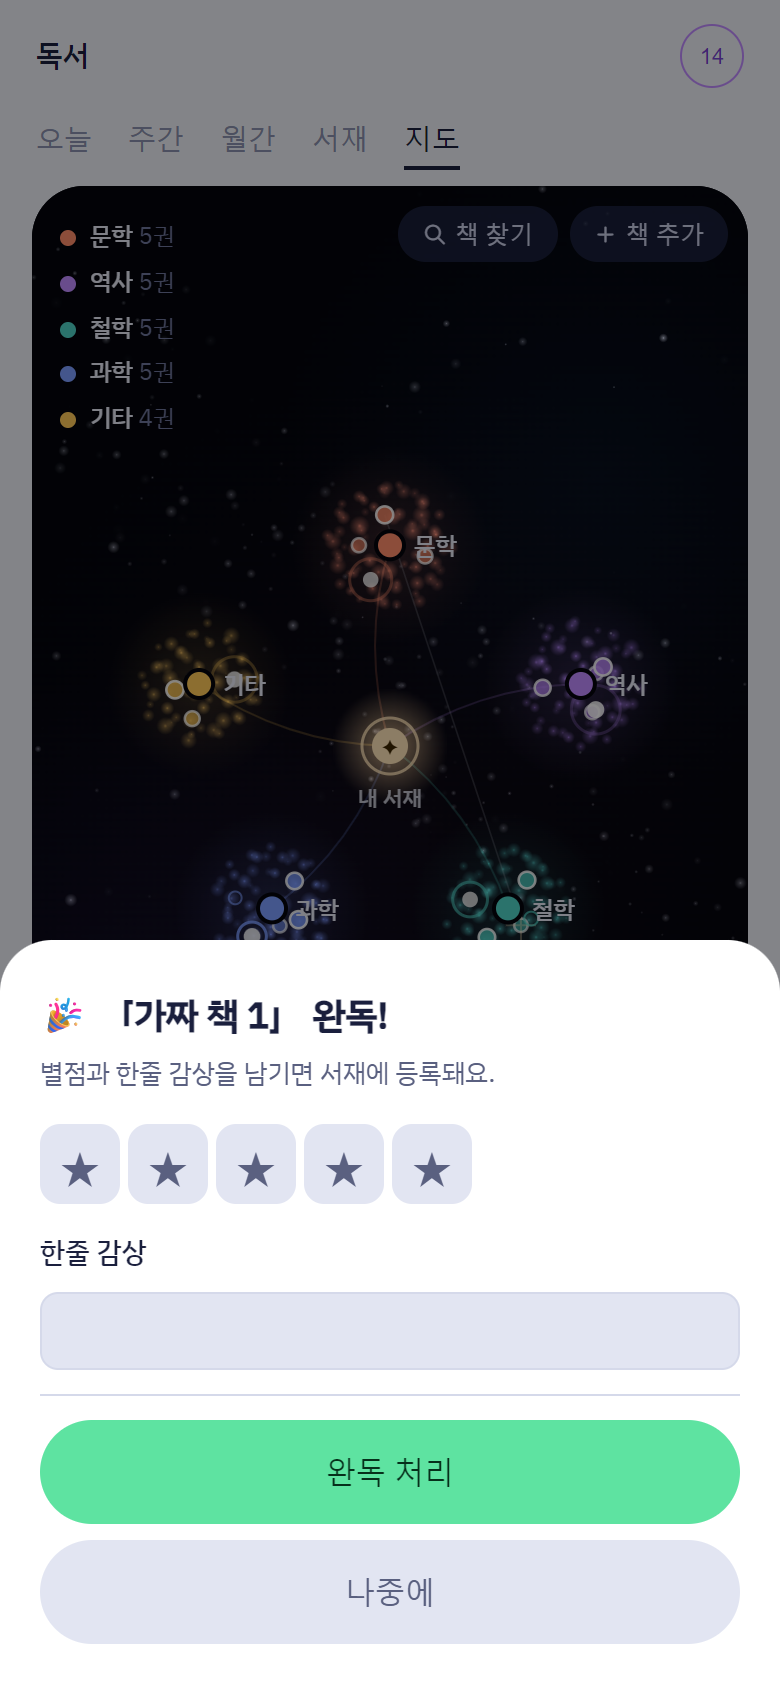 독서
14
오늘 주간 월간 서재 지도
문학 5권
역사 5권
철학 5권
과학 5권
기타 4권
책 찾기
책 추가
문학
기타
역사
내 서재
과학
철학
「가짜 책 1」 완독!
별점과 한줄 감상을 남기면 서재에 등록돼요.
한줄 감상
완독 처리
나중에